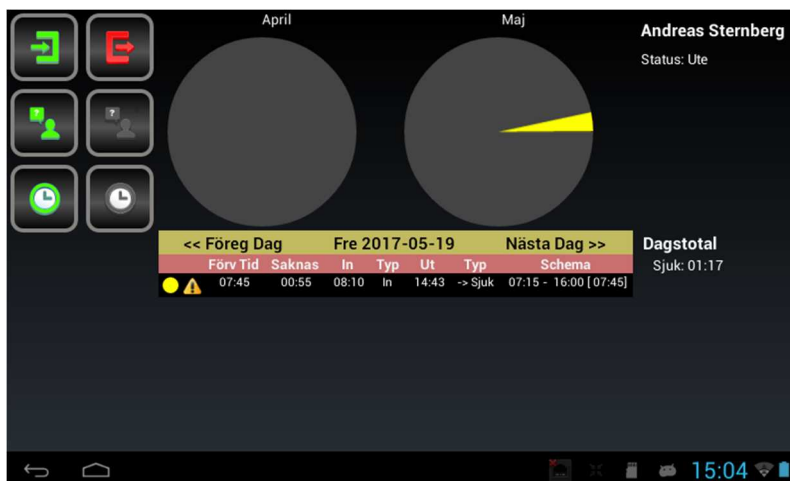 April
Maj
Andreas Sternberg
Status: Ute
<< Föreg Dag Fre 2017-05-19 Nästa Dag >>
Dagstotal
Förv Tid Saknas In Typ Ut Typ Schema
Sjuk: 01:17
07:45 00:55 08:10 In 14:43 -> Sjuk 07:15 - 16:00 [ 07:45]
15:04